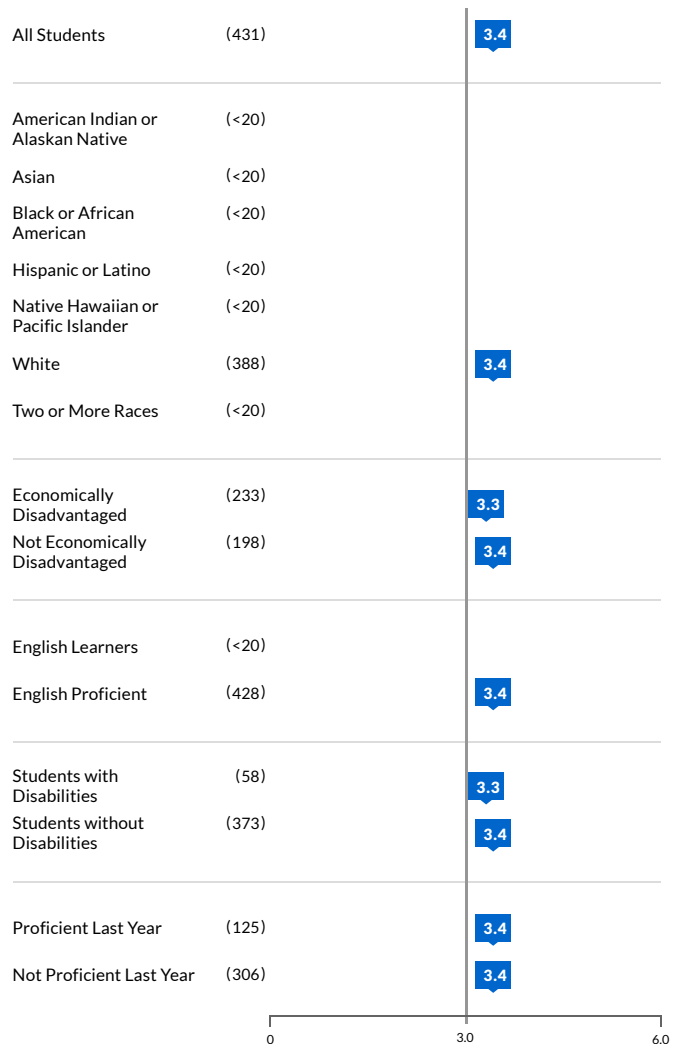 All Students (431) 3.4
American Indian or (<20)
Alaskan Native
Asian (<20)
Black or African (<20)
American
Hispanic or Latino (<20)
Native Hawaiian or (<20)
Pacific Islander
White (388) 3.4
Two or More Races (<20)
Economically (233) 3.3
Disadvantaged
Not Economically (198) 3.4
Disadvantaged
English Learners (<20)
English Proficient (428) 3.4
Students with (58) 3.3
Disabilities
Students without (373) 3.4
Disabilities
Proficient Last Year (125) 3.4
Not Proficient Last Year (306) 3.4
0 3.0 6.0